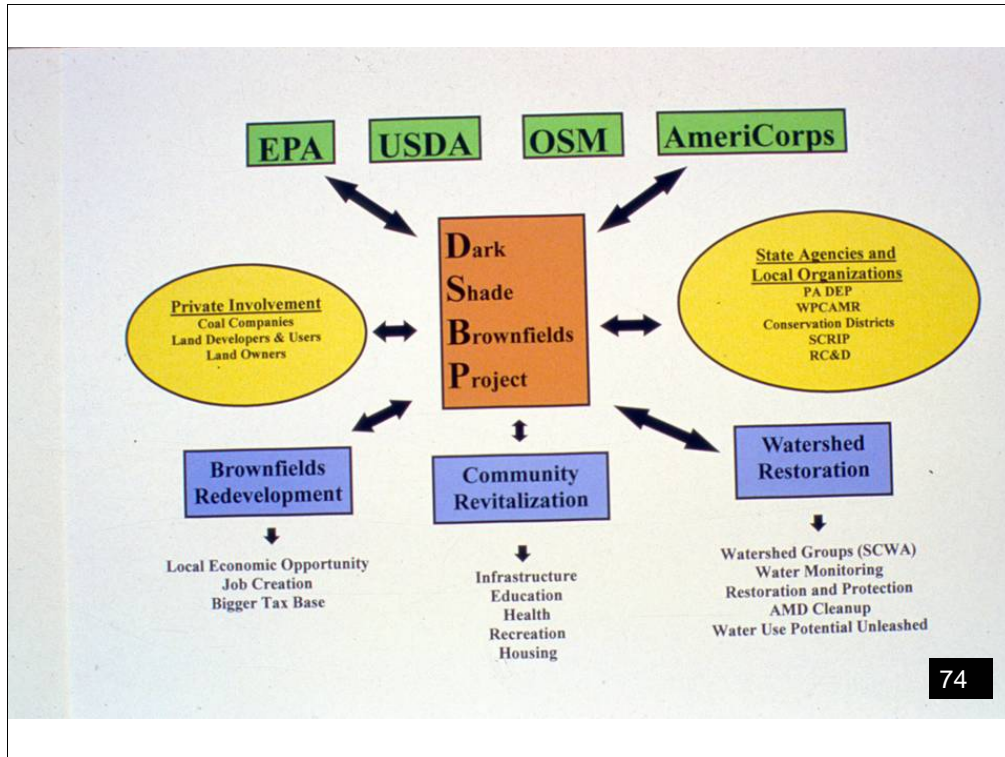 EPA
USDA
OSM
AmeriCorps
Dark
Shade
Brownfields
Project
Private Involvement
Coal Companies
Land Developers & Users
Land Owners
State Agencies and
Local Organizations
PA DEP
WPCAMR
Conservation Districts
SCRIP
RC&D
Brownfields
Redevelopment
Local Economic Opportunity
Job Creation
Bigger Tax Base
Community
Revitalization
Infrastructure
Education
Health
Recreation
Housing
Watershed
Restoration
Watershed Groups (SCWA)
Water Monitoring
Restoration and Protection
AMD Cleanup
Water Use Potential Unleashed
74